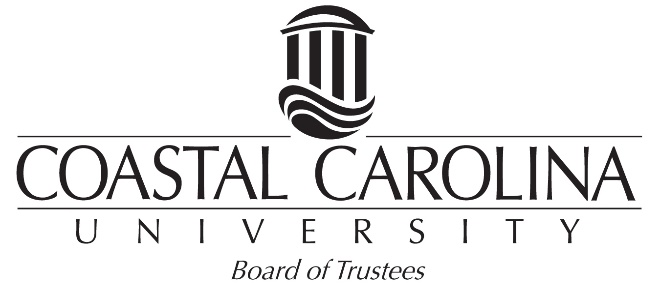 COASTAL CAROLINA
UNIVERSITY
Board of Trustees